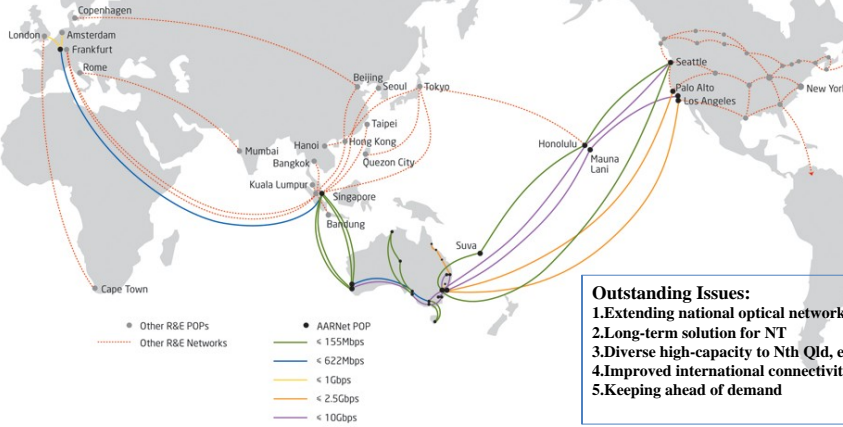 Copenhagen
London
Amsterdam
Frankfurt
Rome
Beijing
Seoul
Tokyo
Taipei
Hanoi
Hong Kong
Mumbai
Bangkok
Quezon City
Kuala Lumpur
Singapore
Bandung
Cape Town
Seattle
Palo Alto
Los Angeles
New York
Honolulu
Mauna
Lani
Suva
Other R&E POPs
Other R&E Networks
AARNet POP
< 155Mbps
< 622Mbps
< 1Gbps
< 2.5Gbps
< 10Gbps
Outstanding Issues:
1.Extending national optical network
2.Long-term solution for NT
3.Diverse high-capacity to Nth Qld, e
4.Improved international connectivit
5.Keeping ahead of demand